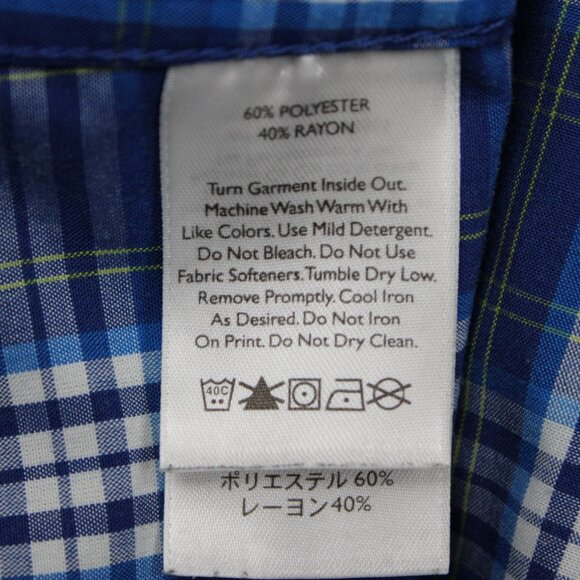 60% POLYESTER
40% RAYON
Turn Garment Inside Out.
Machine Wash Warm With
Like Colors. Use Mild Detergent.
Do Not Bleach. Do Not Use
Fabric Softeners. Tumble Dry Low.
Remove Promptly. Cool Iron
As Desired. Do Not Iron
On Print. Do Not Dry Clean.
40C
ポリエステル 60%
レーヨン 40%